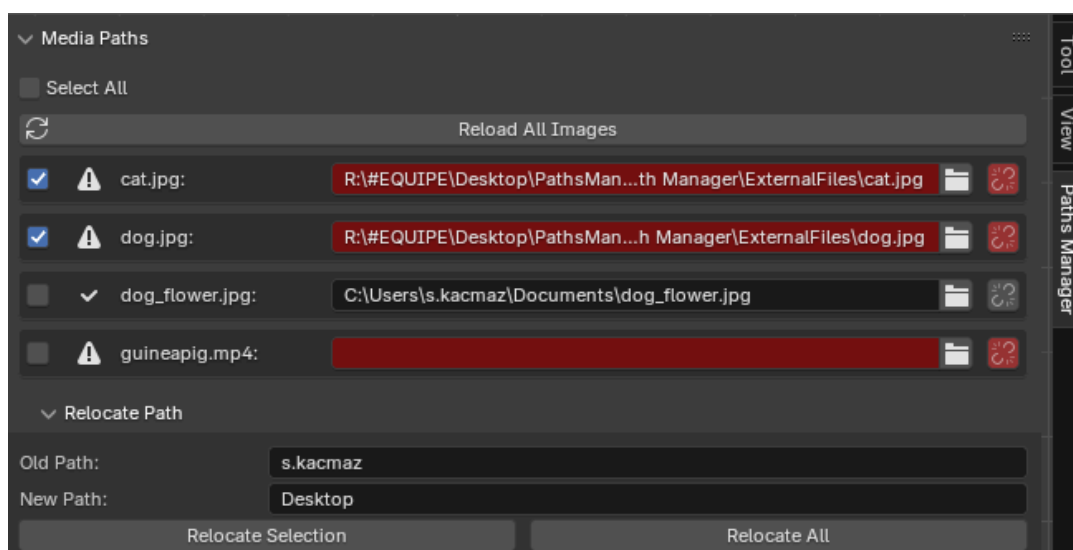 Media Paths
Select All
Reload All Images
cat.jpg: R:\#EQUIPE\Desktop\PathsMan...th Manager\ExternalFiles\cat.jpg
dog.jpg: R:\#EQUIPE\Desktop\PathsMan...h Manager\ExternalFiles\dog.jpg
dog_flower.jpg: C:\Users\s.kacmaz\Documents\dog_flower.jpg
guineapig.mp4:
Relocate Path
Old Path: s.kacmaz
New Path: Desktop
Relocate Selection Relocate All
Tool
View
Paths Manager